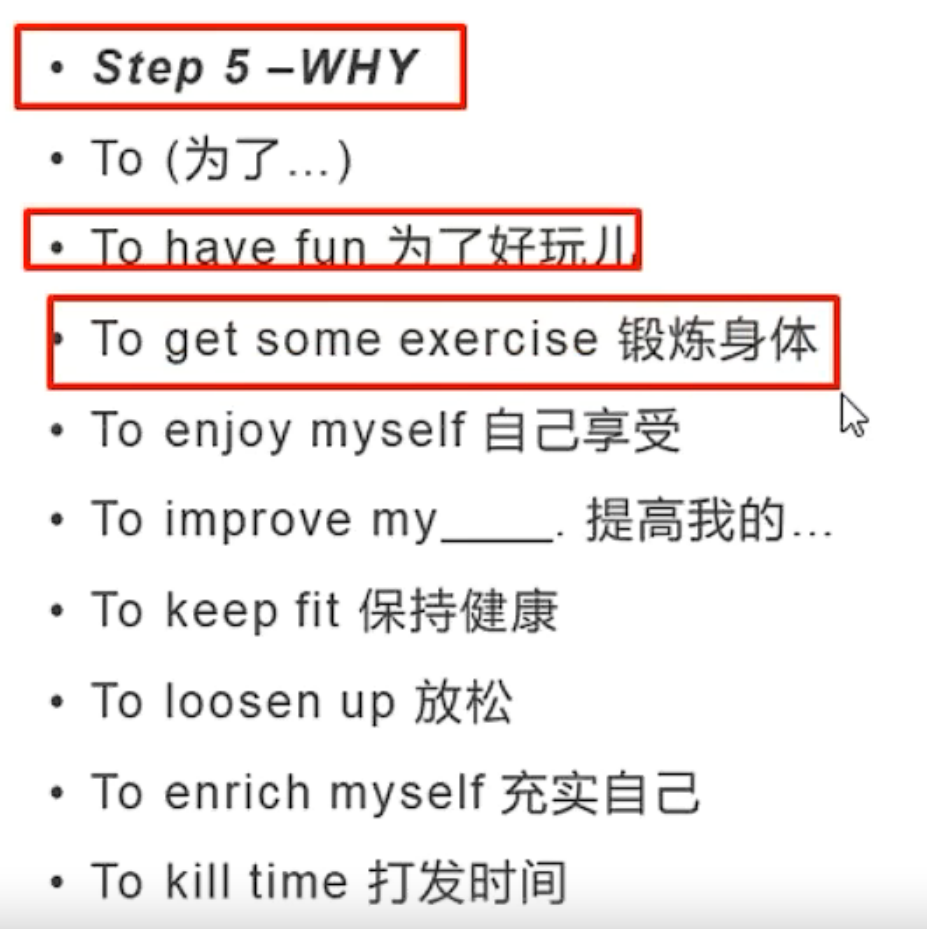 • Step 5 –WHY
• To (为了...)
• To have fun 为了好玩儿
• To get some exercise 锻炼身体
• To enjoy myself 自己享受
• To improve my____. 提高我的...
• To keep fit 保持健康
• To loosen up 放松
• To enrich myself 充实自己
• To kill time 打发时间